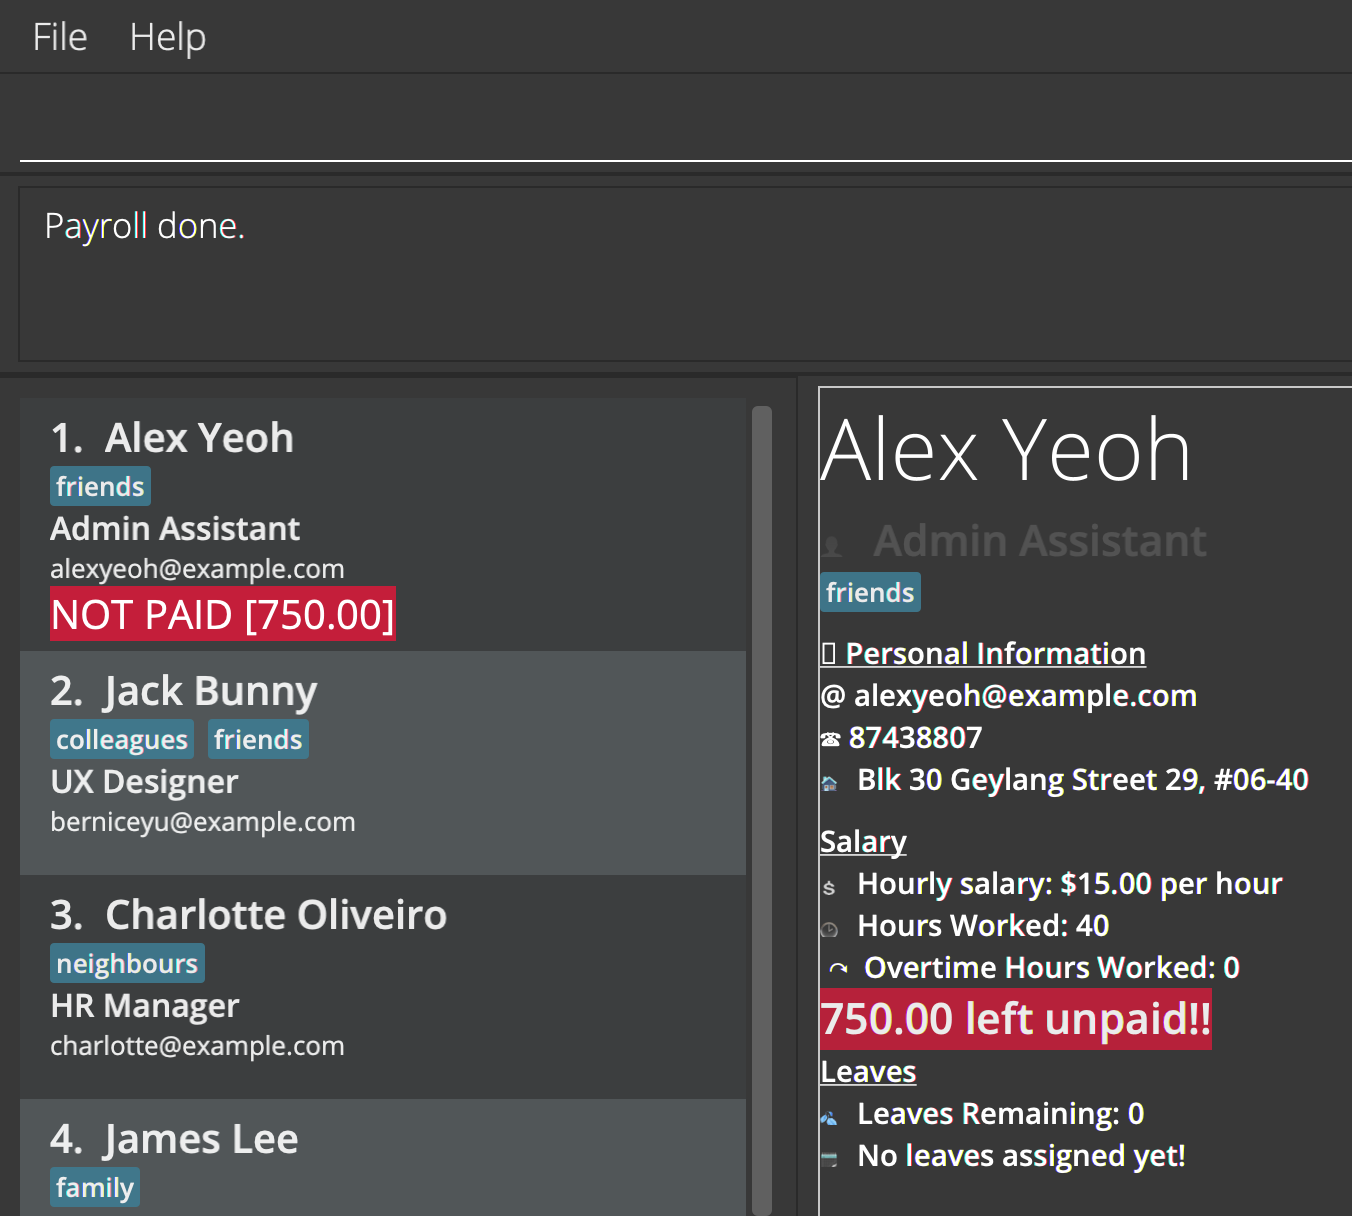 File Help
Payroll done.
1. Alex Yeoh
friends
Admin Assistant
alexyeoh@example.com
NOT PAID [750.00]
2. Jack Bunny
colleagues friends
UX Designer
berniceyu@example.com
3. Charlotte Oliveiro
neighbours
HR Manager
charlotte@example.com
4. James Lee
family
Alex Yeoh
Admin Assistant
friends
Personal Information
@ alexyeoh@example.com
☎ 87438807
Blk 30 Geylang Street 29, #06-40
Salary
$ Hourly salary: $15.00 per hour
Hours Worked: 40
Overtime Hours Worked: 0
750.00 left unpaid!!
Leaves
Leaves Remaining: 0
No leaves assigned yet!